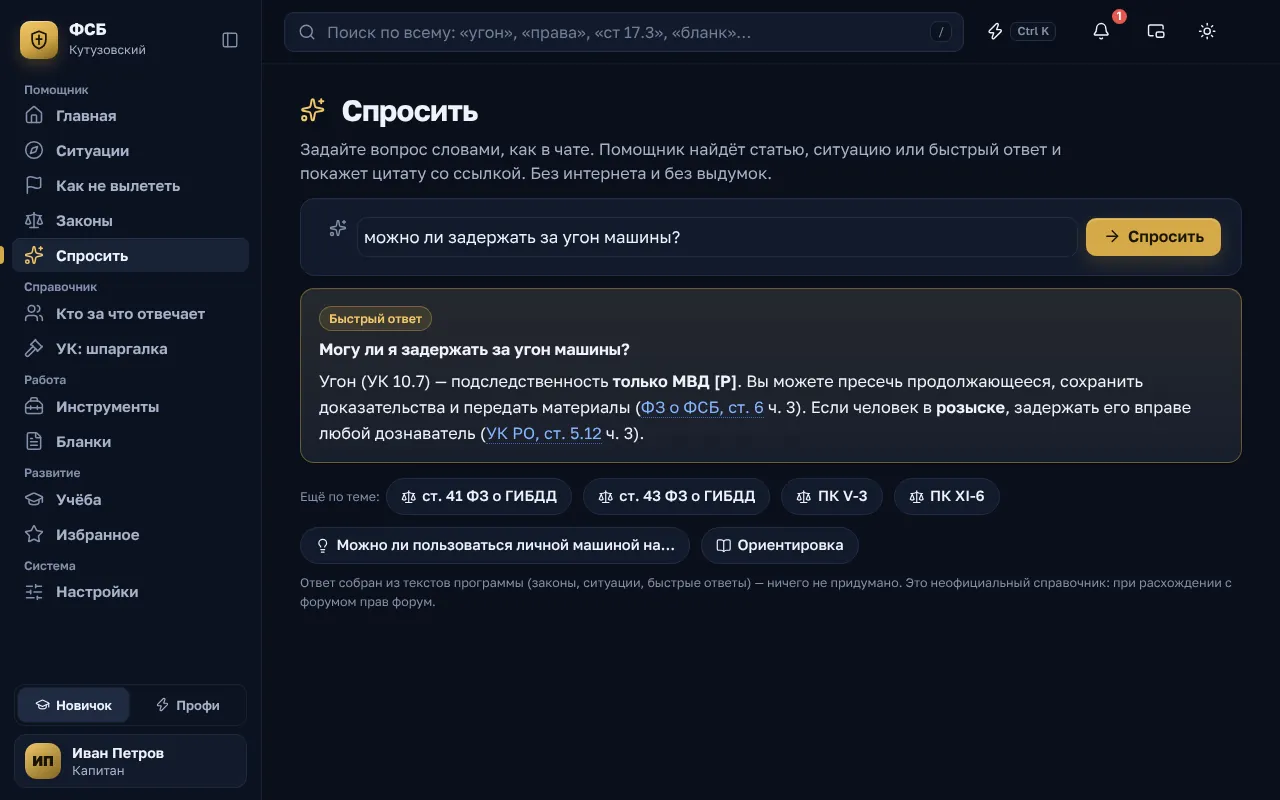 ФСБ
Кутузовский
Помощник
Главная
Ситуации
Как не вылететь
Законы
Спросить
Справочник
Кто за что отвечает
УК: шпаргалка
Работа
Инструменты
Бланки
Развитие
Учёба
Избранное
Система
Настройки
Новичок
Профи
ИП
Иван Петров
Капитан
Поиск по всему: «угон», «права», «ст 17.3», «бланк»...
/
Ctrl K
1
Спросить
Задайте вопрос словами, как в чате. Помощник найдёт статью, ситуацию или быстрый ответ и
покажет цитату со ссылкой. Без интернета и без выдумок.
можно ли задержать за угон машины?
Спросить
Быстрый ответ
Могу ли я задержать за угон машины?
Угон (УК 10.7) — подследственность только МВД [Р]. Вы можете пресечь продолжающееся, сохранить
доказательства и передать материалы (ФЗ о ФСБ, ст. 6 ч. 3). Если человек в розыске, задержать его вправе
любой дознаватель (УК РО, ст. 5.12 ч. 3).
Ещё по теме:
ст. 41 ФЗ о ГИБДД
ст. 43 ФЗ о ГИБДД
ПК V-3
ПК XI-6
Можно ли пользоваться личной машиной на...
Ориентировка
Ответ собран из текстов программы (законы, ситуации, быстрые ответы) — ничего не придумано. Это неофициальный справочник: при расхождении с
форумом прав форум.